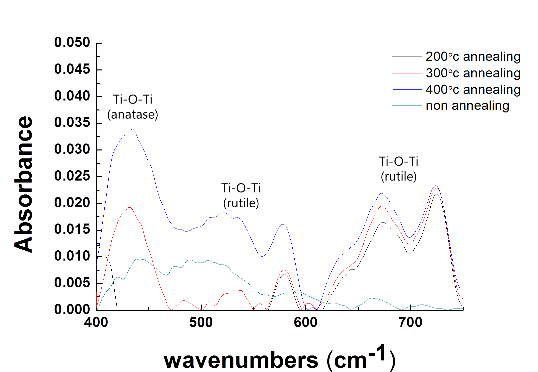 0.050
0.045
0.040
0.035
0.030
0.025
0.020
0.015
0.010
0.005
0.000
Absorbance
Ti-O-Ti
(anatase)
Ti-O-Ti
(rutile)
Ti-O-Ti
(rutile)
200°c annealing
300°c annealing
400°c annealing
non annealing
400 500 600 700
wavenumbers (cm-1)